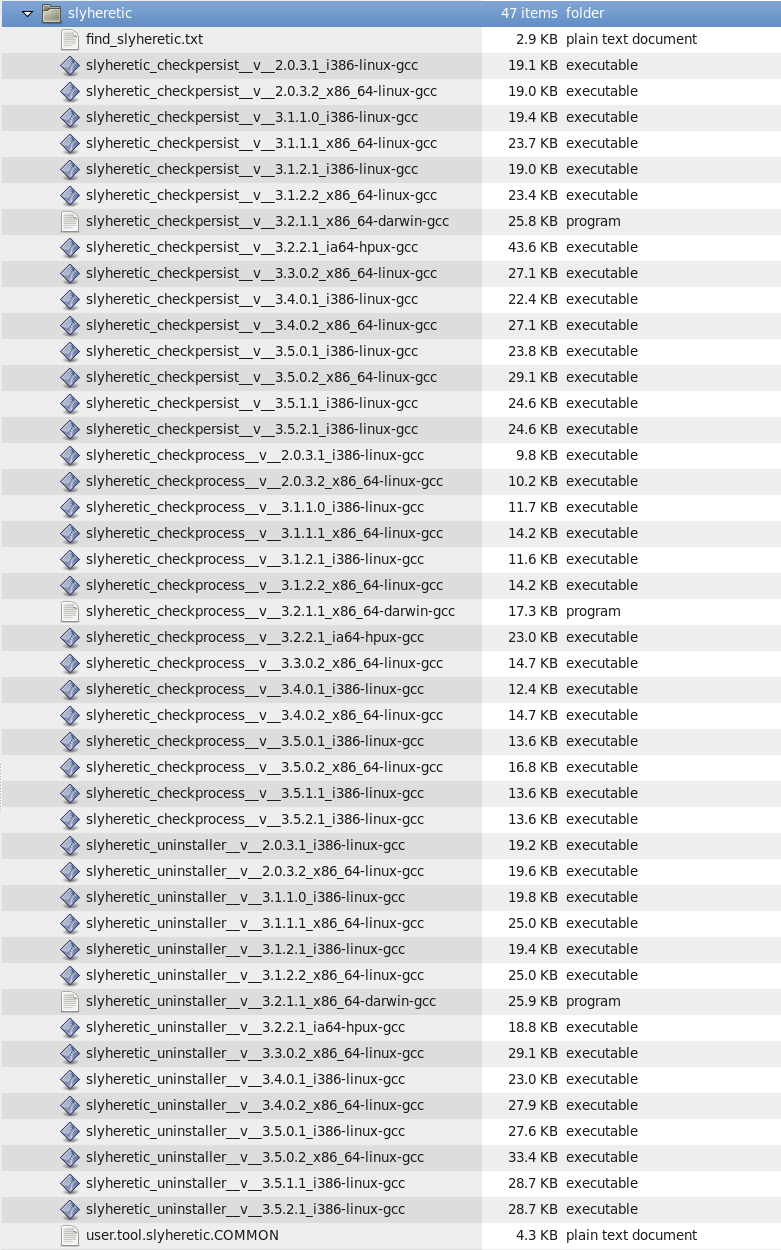 slyheretic 47 items folder
find_slyheretic.txt 2.9 KB plain text document
slyheretic_checkpersist__v__2.0.3.1_i386-linux-gcc 19.1 KB executable
slyheretic_checkpersist__v__2.0.3.2_x86_64-linux-gcc 19.0 KB executable
slyheretic_checkpersist__v__3.1.1.0_i386-linux-gcc 19.4 KB executable
slyheretic_checkpersist__v__3.1.1.1_x86_64-linux-gcc 23.7 KB executable
slyheretic_checkpersist__v__3.1.2.1_i386-linux-gcc 19.0 KB executable
slyheretic_checkpersist__v__3.1.2.2_x86_64-linux-gcc 23.4 KB executable
slyheretic_checkpersist__v__3.2.1.1_x86_64-darwin-gcc 25.8 KB program
slyheretic_checkpersist__v__3.2.2.1_ia64-hpux-gcc 43.6 KB executable
slyheretic_checkpersist__v__3.3.0.2_x86_64-linux-gcc 27.1 KB executable
slyheretic_checkpersist__v__3.4.0.1_i386-linux-gcc 22.4 KB executable
slyheretic_checkpersist__v__3.4.0.2_x86_64-linux-gcc 27.1 KB executable
slyheretic_checkpersist__v__3.5.0.1_i386-linux-gcc 23.8 KB executable
slyheretic_checkpersist__v__3.5.0.2_x86_64-linux-gcc 29.1 KB executable
slyheretic_checkpersist__v__3.5.1.1_i386-linux-gcc 24.6 KB executable
slyheretic_checkpersist__v__3.5.2.1_i386-linux-gcc 24.6 KB executable
slyheretic_checkprocess__v__2.0.3.1_i386-linux-gcc 9.8 KB executable
slyheretic_checkprocess__v__2.0.3.2_x86_64-linux-gcc 10.2 KB executable
slyheretic_checkprocess__v__3.1.1.0_i386-linux-gcc 11.7 KB executable
slyheretic_checkprocess__v__3.1.1.1_x86_64-linux-gcc 14.2 KB executable
slyheretic_checkprocess__v__3.1.2.1_i386-linux-gcc 11.6 KB executable
slyheretic_checkprocess__v__3.1.2.2_x86_64-linux-gcc 14.2 KB executable
slyheretic_checkprocess__v__3.2.1.1_x86_64-darwin-gcc 17.3 KB program
slyheretic_checkprocess__v__3.2.2.1_ia64-hpux-gcc 23.0 KB executable
slyheretic_checkprocess__v__3.3.0.2_x86_64-linux-gcc 14.7 KB executable
slyheretic_checkprocess__v__3.4.0.1_i386-linux-gcc 12.4 KB executable
slyheretic_checkprocess__v__3.4.0.2_x86_64-linux-gcc 14.7 KB executable
slyheretic_checkprocess__v__3.5.0.1_i386-linux-gcc 13.6 KB executable
slyheretic_checkprocess__v__3.5.0.2_x86_64-linux-gcc 16.8 KB executable
slyheretic_checkprocess__v__3.5.1.1_i386-linux-gcc 13.6 KB executable
slyheretic_checkprocess__v__3.5.2.1_i386-linux-gcc 13.6 KB executable
slyheretic_uninstaller__v__2.0.3.1_i386-linux-gcc 19.2 KB executable
slyheretic_uninstaller__v__2.0.3.2_x86_64-linux-gcc 19.6 KB executable
slyheretic_uninstaller__v__3.1.1.0_i386-linux-gcc 19.8 KB executable
slyheretic_uninstaller__v__3.1.1.1_x86_64-linux-gcc 25.0 KB executable
slyheretic_uninstaller__v__3.1.2.1_i386-linux-gcc 19.4 KB executable
slyheretic_uninstaller__v__3.1.2.2_x86_64-linux-gcc 25.0 KB executable
slyheretic_uninstaller__v__3.2.1.1_x86_64-darwin-gcc 25.9 KB program
slyheretic_uninstaller__v__3.2.2.1_ia64-hpux-gcc 18.8 KB executable
slyheretic_uninstaller__v__3.3.0.2_x86_64-linux-gcc 29.1 KB executable
slyheretic_uninstaller__v__3.4.0.1_i386-linux-gcc 23.0 KB executable
slyheretic_uninstaller__v__3.4.0.2_x86_64-linux-gcc 27.9 KB executable
slyheretic_uninstaller__v__3.5.0.1_i386-linux-gcc 27.6 KB executable
slyheretic_uninstaller__v__3.5.0.2_x86_64-linux-gcc 33.4 KB executable
slyheretic_uninstaller__v__3.5.1.1_i386-linux-gcc 28.7 KB executable
slyheretic_uninstaller__v__3.5.2.1_i386-linux-gcc 28.7 KB executable
user.tool.slyheretic.COMMON 4.3 KB plain text document